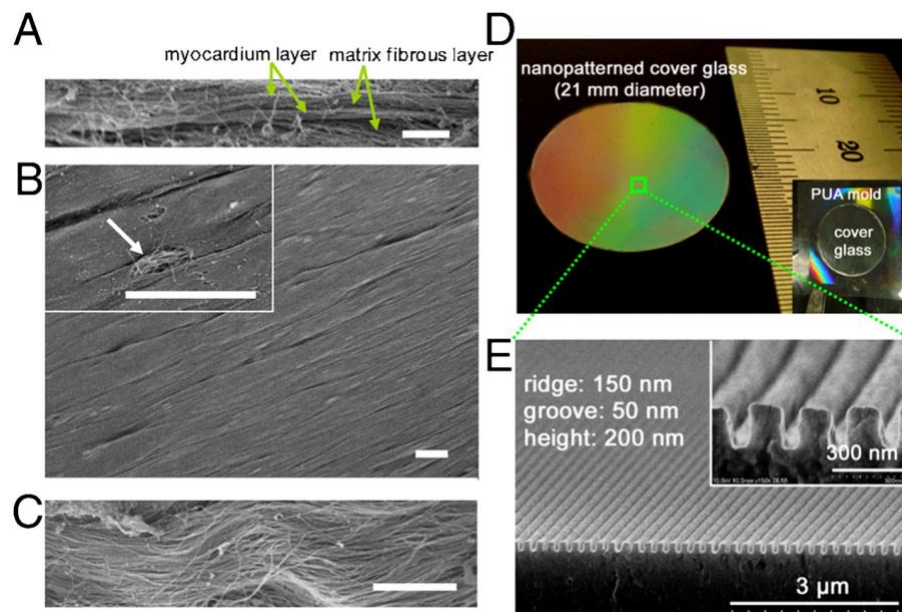 A
myocardium layer
matrix fibrous layer
B
C
D
nanopatterned cover glass
(21 mm diameter)
10
20
PUA mold
cover
glass
E
ridge: 150 nm
groove: 50 nm
height: 200 nm
300 nm
3 µm